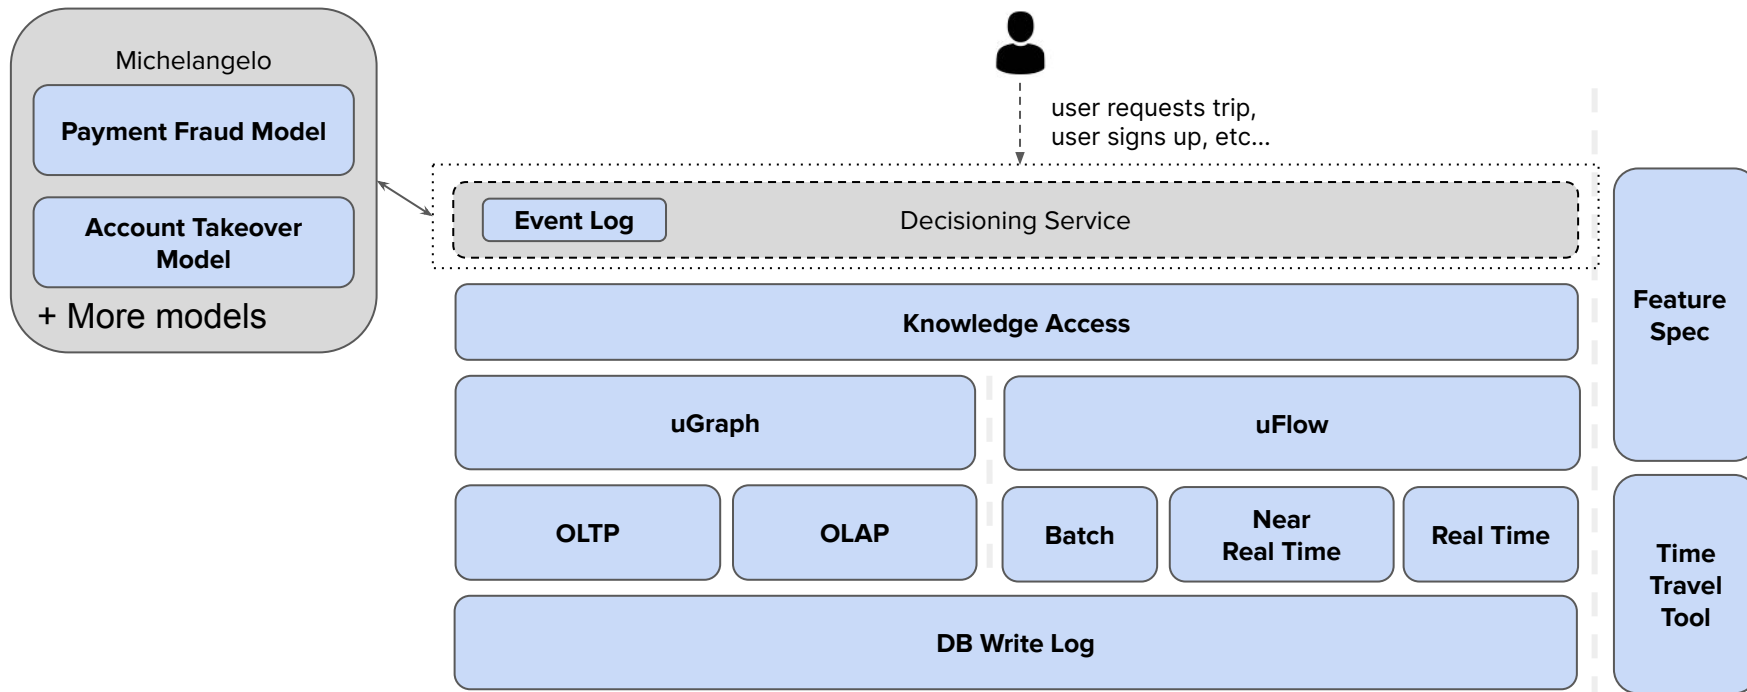 Michelangelo
Payment Fraud Model
Account Takeover
Model
+ More models
user requests trip,
user signs up, etc...
Event Log
Decisioning Service
Knowledge Access
uGraph
uFlow
OLTP
OLAP
Batch
Near
Real Time
Real Time
DB Write Log
Feature
Spec
Time
Travel
Tool